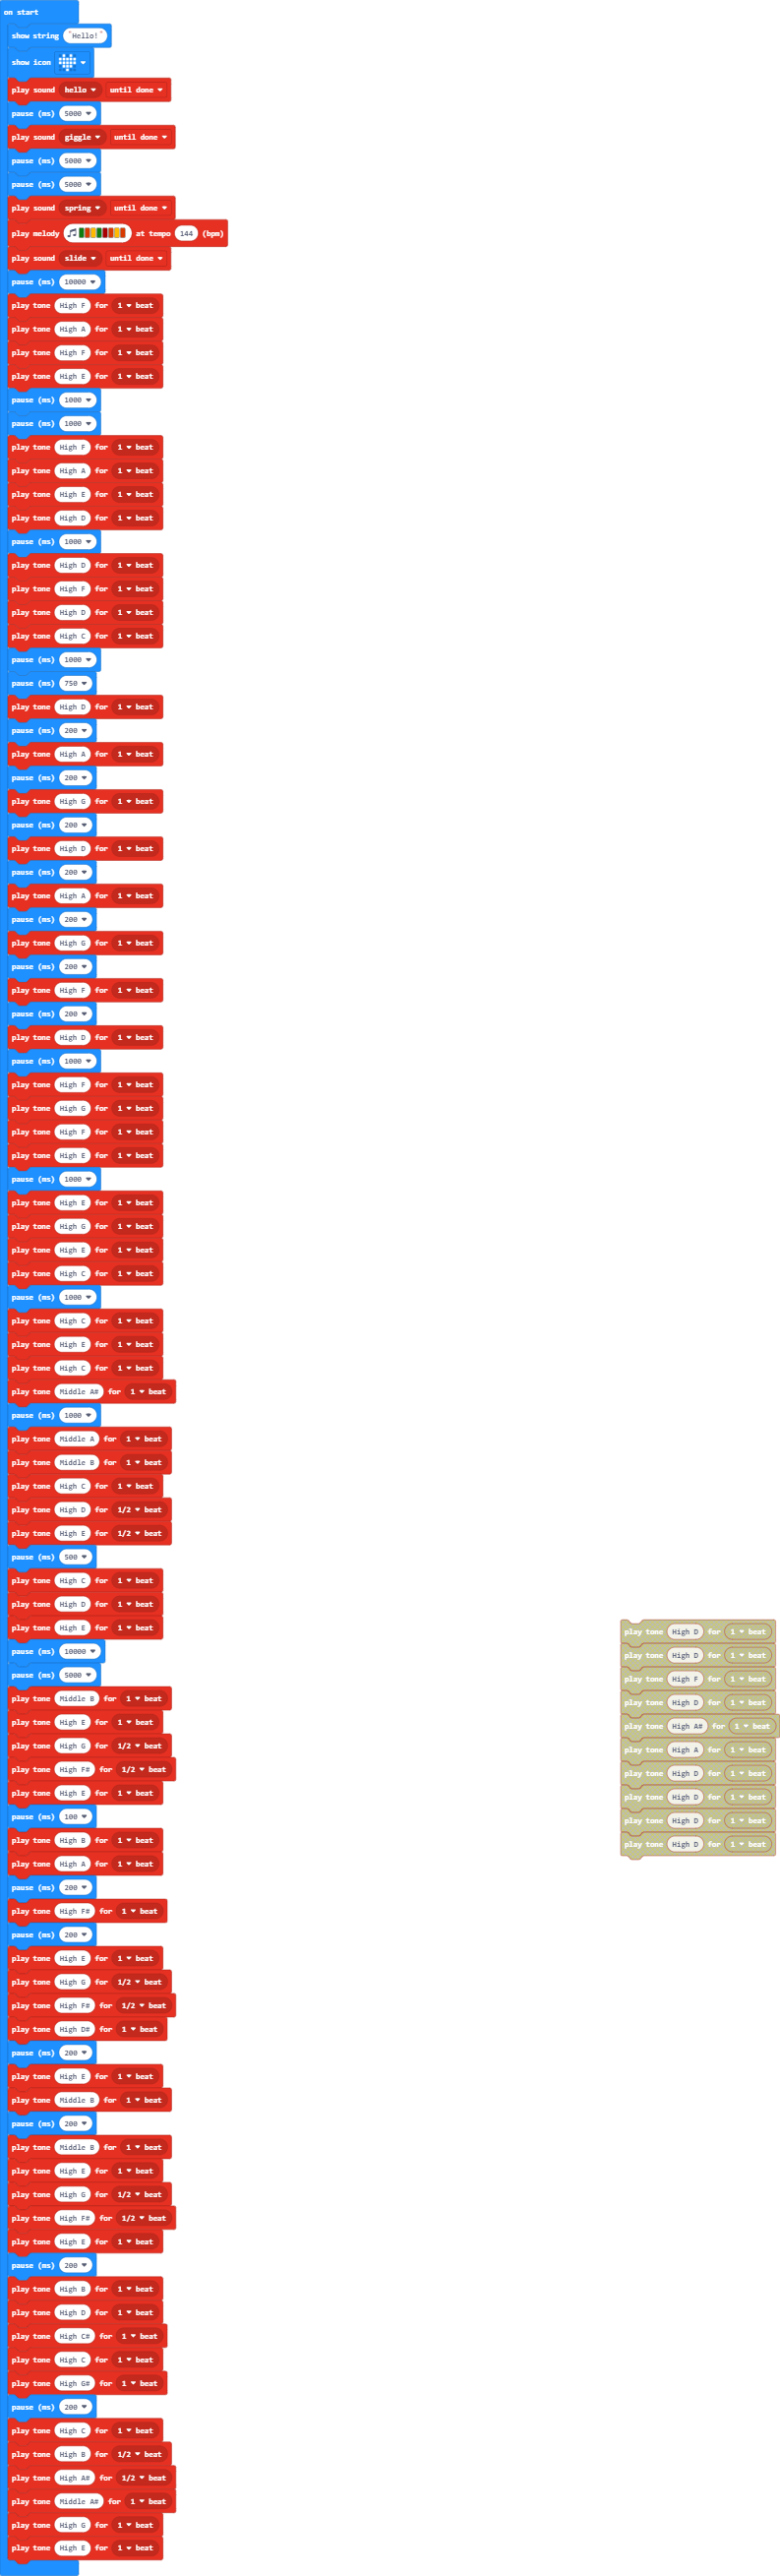 on start
show string "Hello!"
show icon
play sound hello until done
pause (ms) 5000
play sound giggle until done
pause (ms) 5000
pause (ms) 5000
play sound spring until done
play melody at tempo 144 (bpm)
play sound slide until done
pause (ms) 10000
play tone High F for 1 beat
play tone High A for 1 beat
play tone High F for 1 beat
play tone High E for 1 beat
pause (ms) 1000
pause (ms) 1000
play tone High F for 1 beat
play tone High A for 1 beat
play tone High E for 1 beat
play tone High D for 1 beat
pause (ms) 1000
play tone High D for 1 beat
play tone High F for 1 beat
play tone High D for 1 beat
play tone High C for 1 beat
pause (ms) 1000
pause (ms) 750
play tone High D for 1 beat
pause (ms) 200
play tone High A for 1 beat
pause (ms) 200
play tone High G for 1 beat
pause (ms) 200
play tone High D for 1 beat
pause (ms) 200
play tone High A for 1 beat
pause (ms) 200
play tone High G for 1 beat
pause (ms) 200
play tone High F for 1 beat
pause (ms) 200
play tone High D for 1 beat
pause (ms) 1000
play tone High F for 1 beat
play tone High G for 1 beat
play tone High F for 1 beat
play tone High E for 1 beat
pause (ms) 1000
play tone High E for 1 beat
play tone High G for 1 beat
play tone High E for 1 beat
play tone High C for 1 beat
pause (ms) 1000
play tone High C for 1 beat
play tone High E for 1 beat
play tone High C for 1 beat
play tone Middle A# for 1 beat
pause (ms) 1000
play tone Middle A for 1 beat
play tone Middle B for 1 beat
play tone High C for 1 beat
play tone High D for 1/2 beat
play tone High E for 1/2 beat
pause (ms) 500
play tone High C for 1 beat
play tone High D for 1 beat
play tone High E for 1 beat
pause (ms) 10000
pause (ms) 5000
play tone Middle B for 1 beat
play tone High E for 1 beat
play tone High G for 1/2 beat
play tone High F# for 1/2 beat
play tone High E for 1 beat
pause (ms) 100
play tone High B for 1 beat
play tone High A for 1 beat
pause (ms) 200
play tone High F# for 1 beat
pause (ms) 200
play tone High E for 1 beat
play tone High G for 1/2 beat
play tone High F# for 1/2 beat
play tone High D# for 1 beat
pause (ms) 200
play tone High E for 1 beat
play tone Middle B for 1 beat
pause (ms) 200
play tone Middle B for 1 beat
play tone High E for 1 beat
play tone High G for 1/2 beat
play tone High F# for 1/2 beat
play tone High E for 1 beat
pause (ms) 200
play tone High B for 1 beat
play tone High D for 1 beat
play tone High C# for 1 beat
play tone High C for 1 beat
play tone High G# for 1 beat
pause (ms) 200
play tone High C for 1 beat
play tone High B for 1/2 beat
play tone High A# for 1/2 beat
play tone Middle A# for 1 beat
play tone High G for 1 beat
play tone High E for 1 beat
play tone High D for 1 beat
play tone High D for 1 beat
play tone High F for 1 beat
play tone High D for 1 beat
play tone High A# for 1 beat
play tone High A for 1 beat
play tone High D for 1 beat
play tone High D for 1 beat
play tone High D for 1 beat
play tone High D for 1 beat